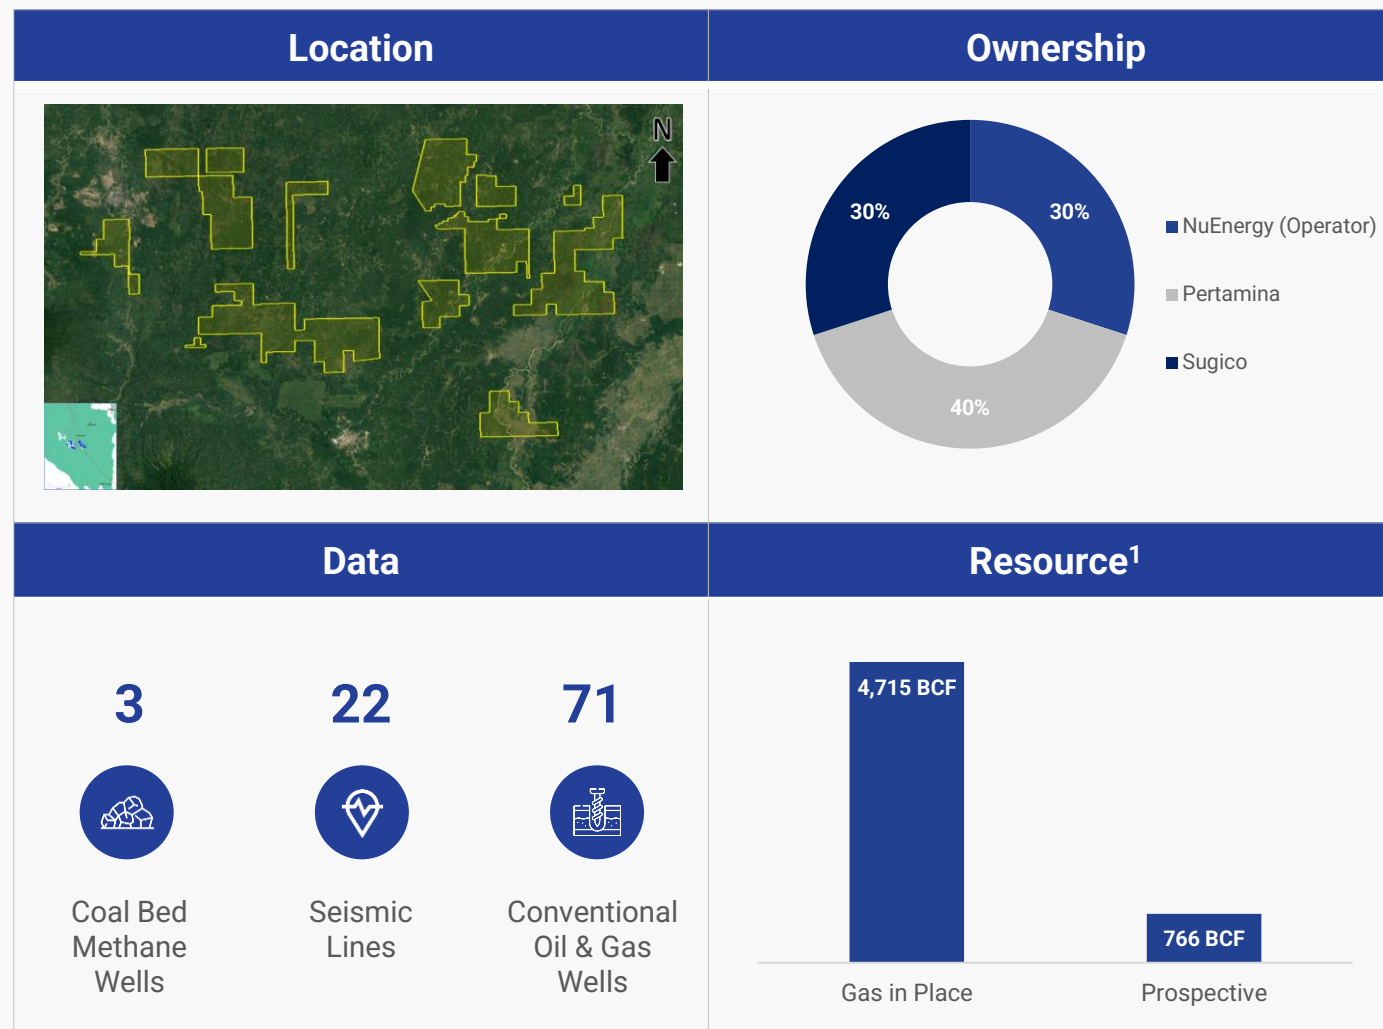 Location
Ownership
N
30%
30%
40%
NuEnergy (Operator)
Pertamina
Sugico
Data
Resource¹
3
22
71
Coal Bed
Methane
Wells
Seismic
Lines
Conventional
Oil & Gas
Wells
4,715 BCF
766 BCF
Gas in Place
Prospective